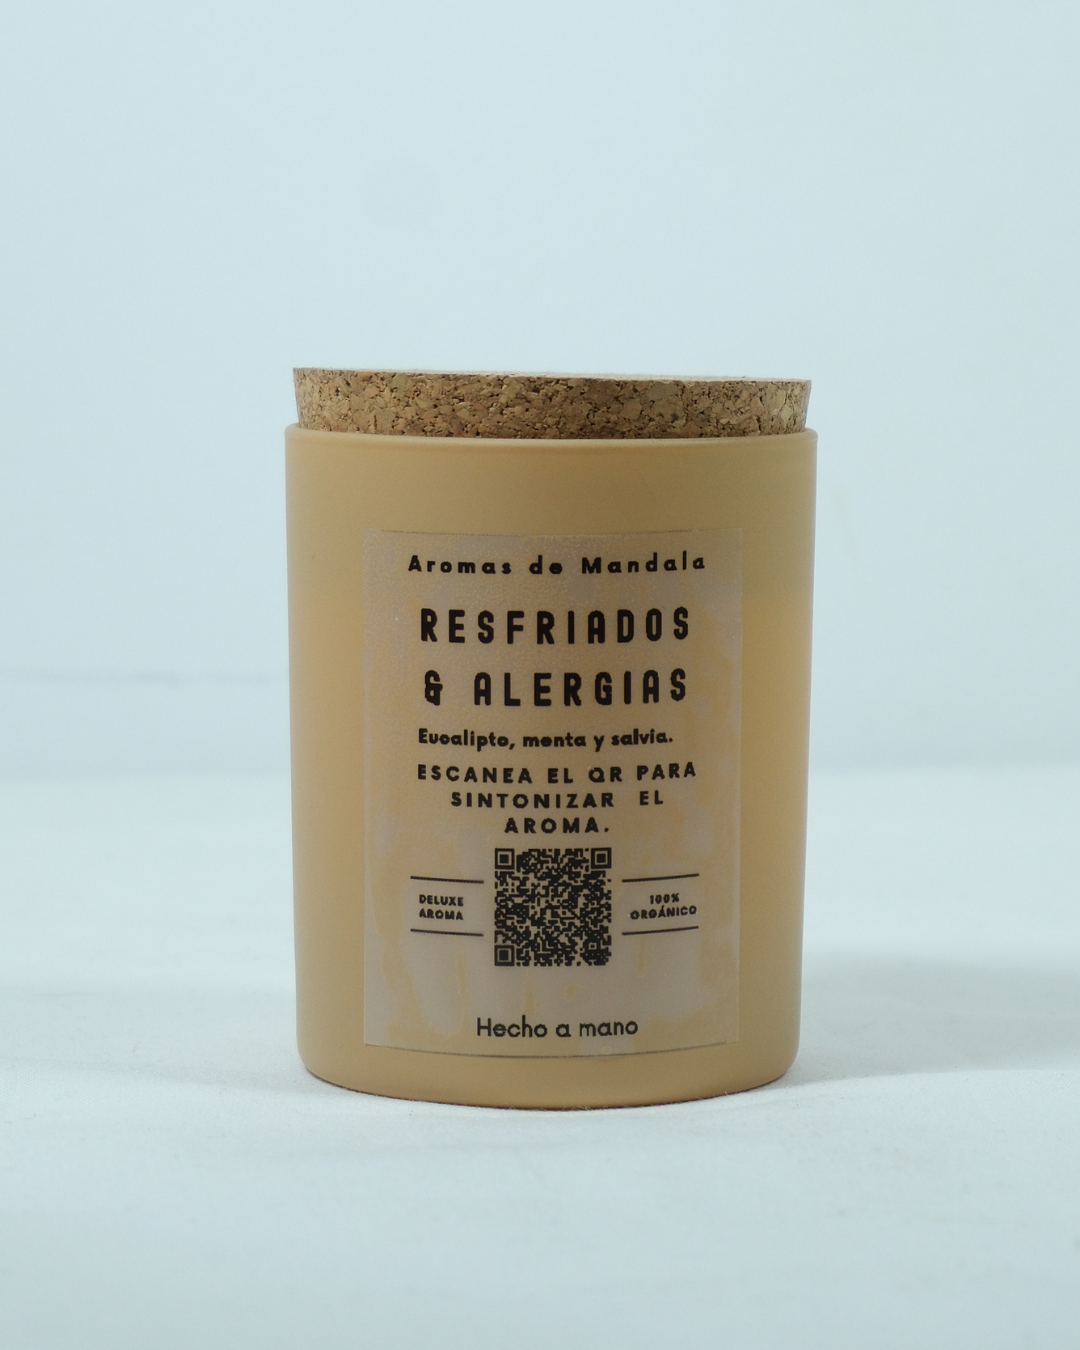 Aromas de Mandala
RESFRIADOS
& ALERGIAS
Eucalipto, menta y salvia.
ESCANEA EL QR PARA
SINTONIZAR EL
AROMA.
DELUXE
AROMA
100%
ORGÁNICO
Hecho a mano